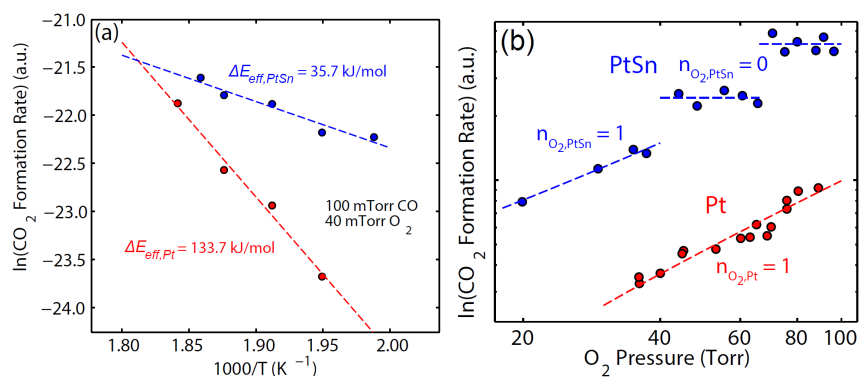 (a)
-21.0
-21.5
-22.0
-22.5
-23.0
-23.5
-24.0
ln(CO2 Formation Rate) (a.u.)
ΔEeff,PtSn = 35.7 kJ/mol
100 mTorr CO
40 mTorr O2
ΔEeff,Pt = 133.7 kJ/mol
1.80 1.85 1.90 1.95 2.00
1000/T (K-1)
(b)
ln(CO2 Formation Rate) (a.u.)
PtSn nO2,PtSn = 0
nO2,PtSn = 1
Pt
nO2,Pt = 1
20 40 60 80 100
O2 Pressure (Torr)